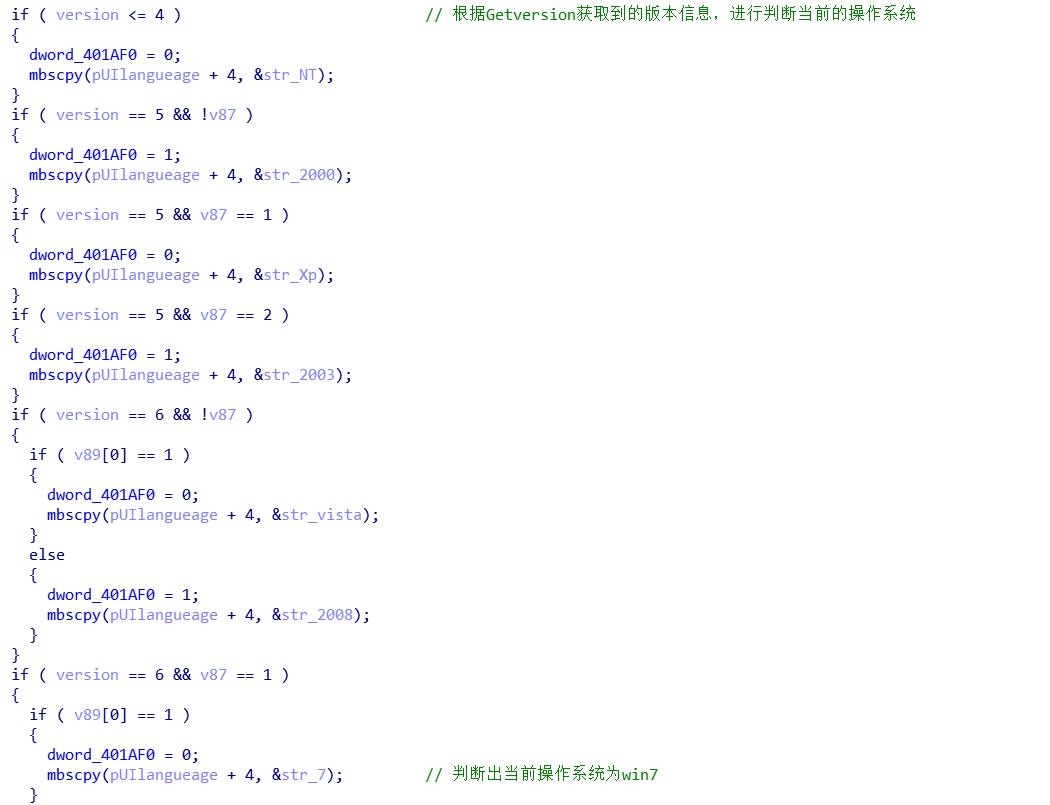 if ( version <= 4 ) // 根据Getversion获取到的版本信息，进行判断当前的操作系统
{
dword_401AF0 = 0;
mbscpy(pUIlangueage + 4, &str_NT);
}
if ( version == 5 && !v87 )
{
dword_401AF0 = 1;
mbscpy(pUIlangueage + 4, &str_2000);
}
if ( version == 5 && v87 == 1 )
{
dword_401AF0 = 0;
mbscpy(pUIlangueage + 4, &str_Xp);
}
if ( version == 5 && v87 == 2 )
{
dword_401AF0 = 1;
mbscpy(pUIlangueage + 4, &str_2003);
}
if ( version == 6 && !v87 )
{
if ( v89[0] == 1 )
{
dword_401AF0 = 0;
mbscpy(pUIlangueage + 4, &str_vista);
}
else
{
dword_401AF0 = 1;
mbscpy(pUIlangueage + 4, &str_2008);
}
}
if ( version == 6 && v87 == 1 )
{
if ( v89[0] == 1 )
{
dword_401AF0 = 0;
mbscpy(pUIlangueage + 4, &str_7); // 判断出当前操作系统为win7
}